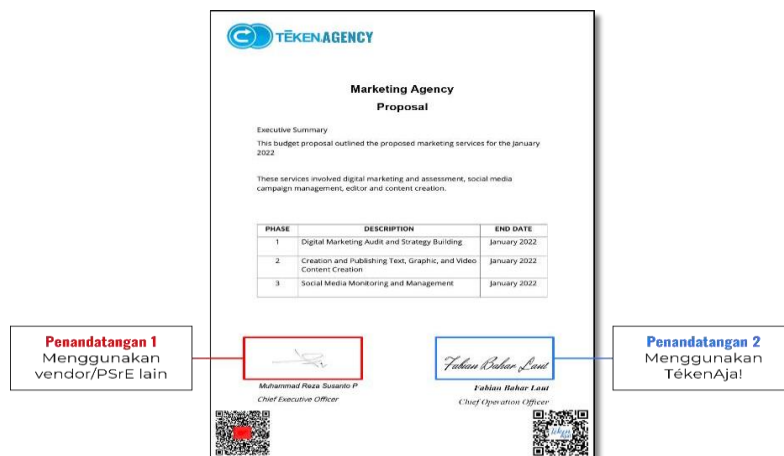 TĒKEN.AGENCY
Marketing Agency
Proposal
Executive Summary
This budget proposal outlined the proposed marketing services for the January
2022
These services involved digital marketing and assessment, social media
campaign management, editor and content creation.
PHASE DESCRIPTION END DATE
1 Digital Marketing Audit and Strategy Building January 2022
2 Creation and Publishing Text, Graphic, and Video January 2022
Content Creation
3 Social Media Monitoring and Management January 2022
Penandatangan 1
Menggunakan
vendor/PSrE lain
Fabian Bahar Laut
Penandatangan 2
Menggunakan
TékenAja!
Muhammad Reza Susanto P
Chief Executive Officer
Fabian Bahar Laut
Chief Operation Officer